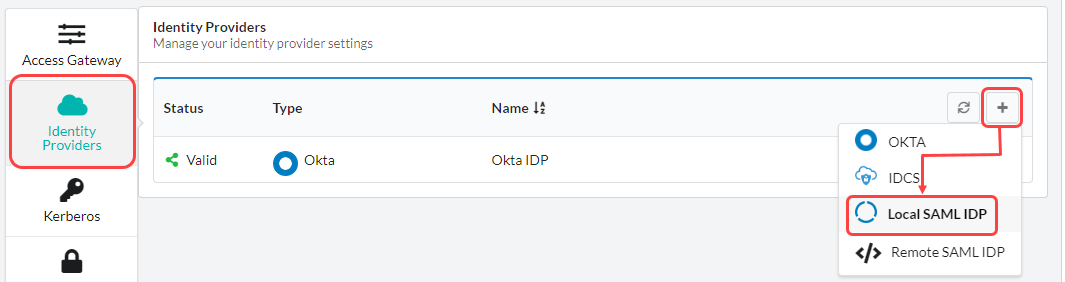 Access Gateway
Identity
Providers
Kerberos
Identity Providers
Manage your identity provider settings
Status Type Name
Valid Okta Okta IDP
OKTA
IDCS
Local SAML IDP
Remote SAML IDP